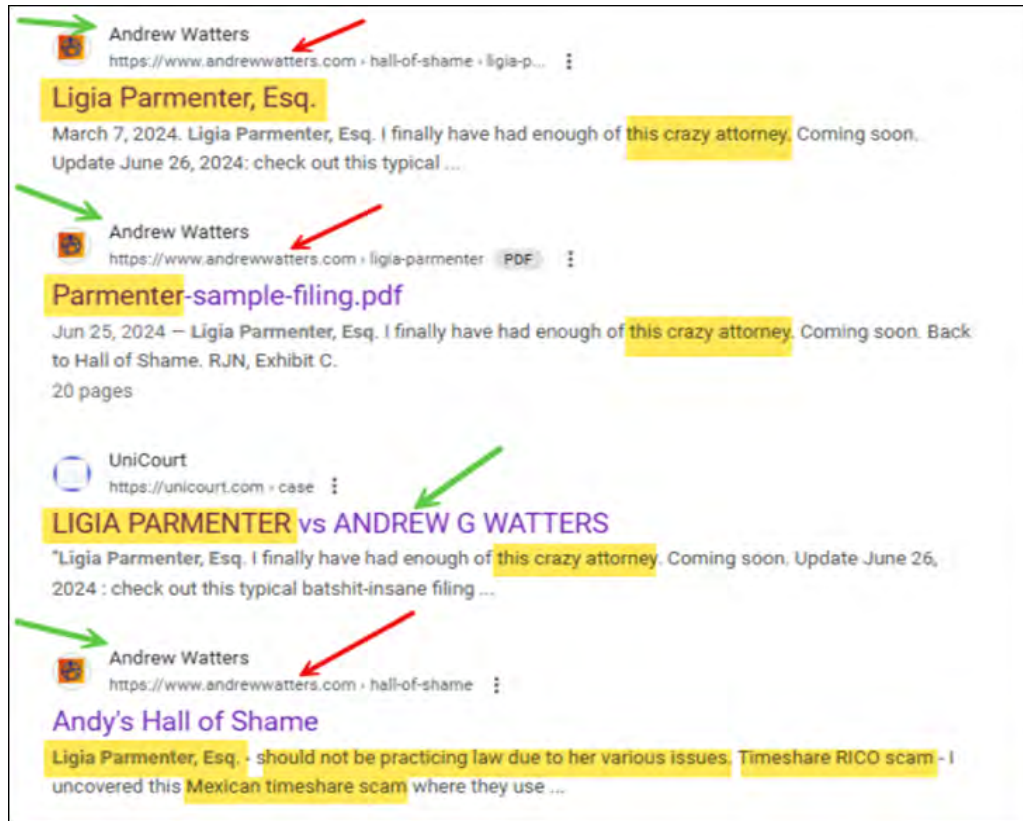 Andrew Watters
https://www.andrewwatters.com › hall-of-shame › ligia-p...
Ligia Parmenter, Esq.
March 7, 2024. Ligia Parmenter, Esq. I finally have had enough of this crazy attorney. Coming soon.
Update June 26, 2024: check out this typical ...
Andrew Watters
https://www.andrewwatters.com › ligia-parmenter PDF
Parmenter-sample-filing.pdf
Jun 25, 2024 — Ligia Parmenter, Esq. I finally have had enough of this crazy attorney. Coming soon. Back
to Hall of Shame. RJN, Exhibit C.
20 pages
UniCourt
https://unicourt.com › case
LIGIA PARMENTER vs ANDREW G WATTERS
"Ligia Parmenter, Esq. I finally have had enough of this crazy attorney. Coming soon. Update June 26,
2024 : check out this typical batshit-insane filing ...
Andrew Watters
https://www.andrewwatters.com › hall-of-shame
Andy's Hall of Shame
Ligia Parmenter, Esq. - should not be practicing law due to her various issues. Timeshare RICO scam - I
uncovered this Mexican timeshare scam where they use ...